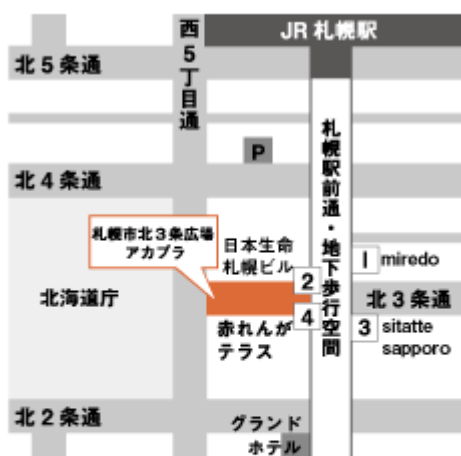 JR 札幌駅
西5丁目通
北5条通
P
札幌駅前通・地下歩行空間
北4条通
札幌市北3条広場
アカプラ
日本生命
札幌ビル
1 miredo
2
北海道庁
北3条通
4
3 sitatte
sapporo
赤れんが
テラス
北2条通
グランド
ホテル